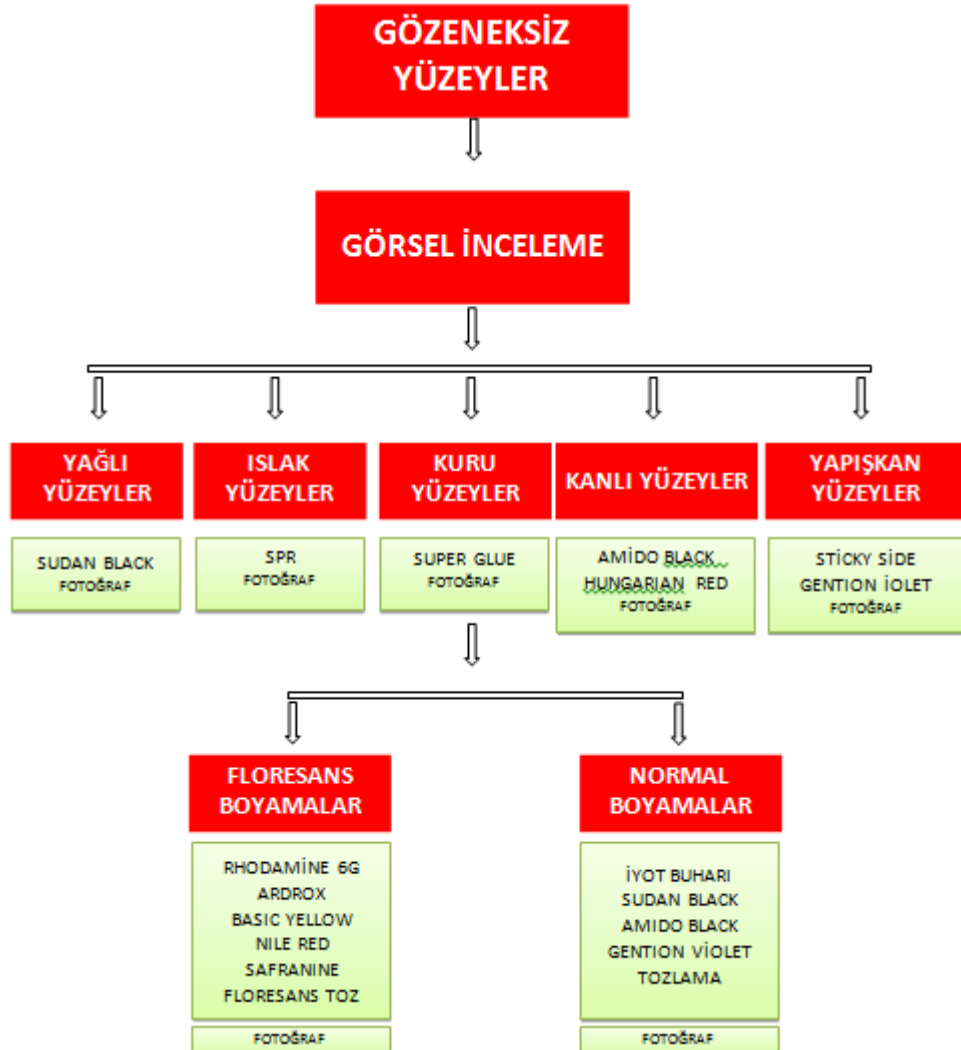 GÖZENEKSİZ
YÜZEYLER
GÖRSEL İNCELEME
YAĞLI
YÜZEYLER
SUDAN BLACK
FOTOĞRAF
ISLAK
YÜZEYLER
SPR
FOTOĞRAF
KURU
YÜZEYLER
SUPER GLUE
FOTOĞRAF
KANLI YÜZEYLER
AMİDO BLACK
HUNGARIAN RED
FOTOĞRAF
YAPIŞKAN
YÜZEYLER
STİCKY SİDE
GENTION İOLET
FOTOĞRAF
FLORESANS
BOYAMALAR
RHODAMİNE 6G
ARDROX
BASIC YELLOW
NILE RED
SAFRANINE
FLORESANS TOZ
FOTOĞRAF
NORMAL
BOYAMALAR
İYOT BUHARI
SUDAN BLACK
AMIDO BLACK
GENTION VİOLET
TOZLAMA
FOTOĞRAF